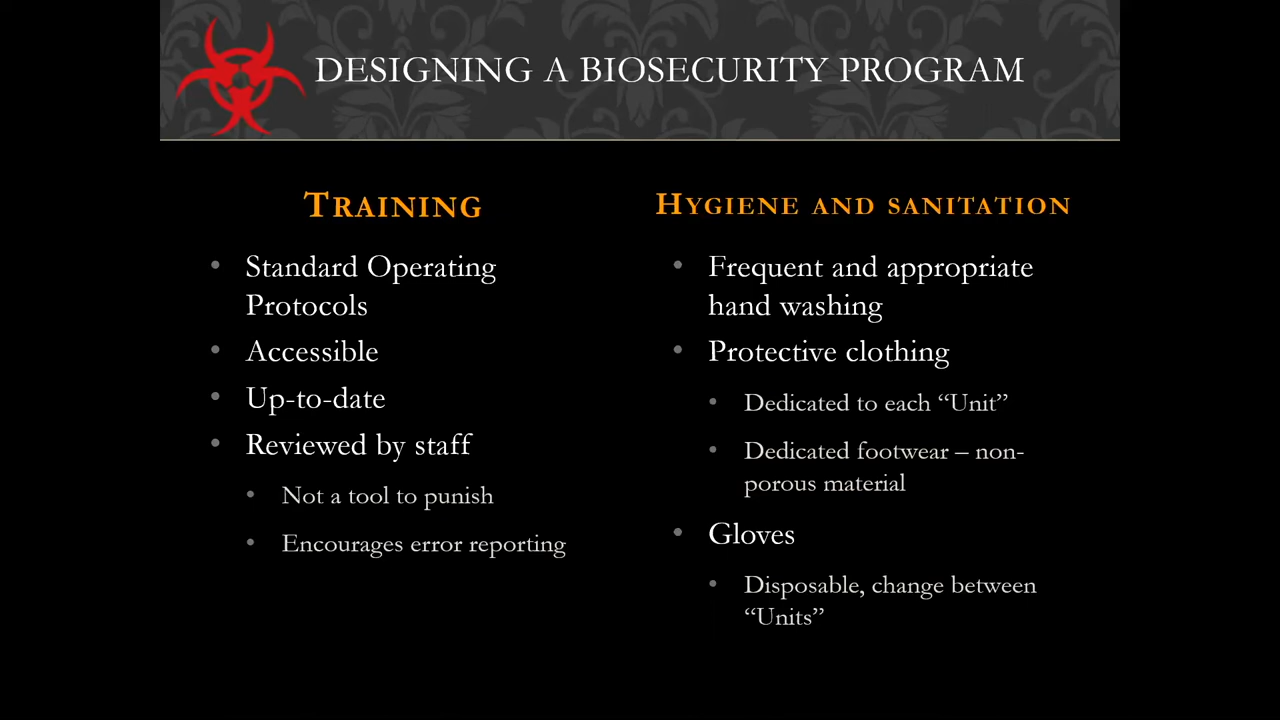 DESIGNING A BIOSECURITY PROGRAM
TRAINING
• Standard Operating
Protocols
• Accessible
• Up-to-date
• Reviewed by staff
• Not a tool to punish
• Encourages error reporting
HYGIENE AND SANITATION
• Frequent and appropriate
hand washing
• Protective clothing
• Dedicated to each “Unit”
• Dedicated footwear – non-
porous material
• Gloves
• Disposable, change between
“Units”